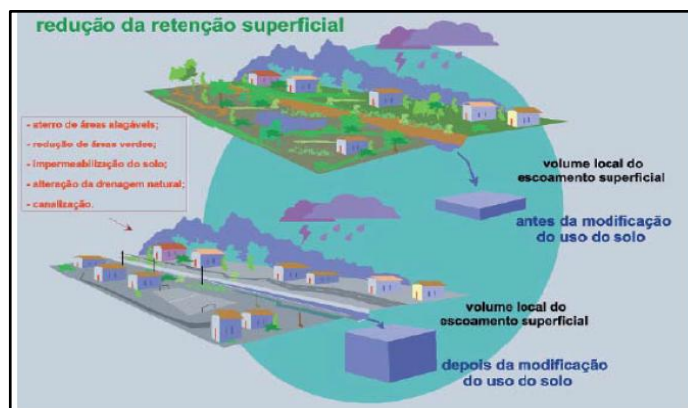 redução da retenção superficial
- aterro de áreas alagáveis;
- redução de áreas verdes;
- impermeabilização do solo;
- alteração da drenagem natural;
- canalização.
volume local do
escoamento superficial
antes da modificação
do uso do solo
volume local do
escoamento superficial
depois da modificação
do uso do solo